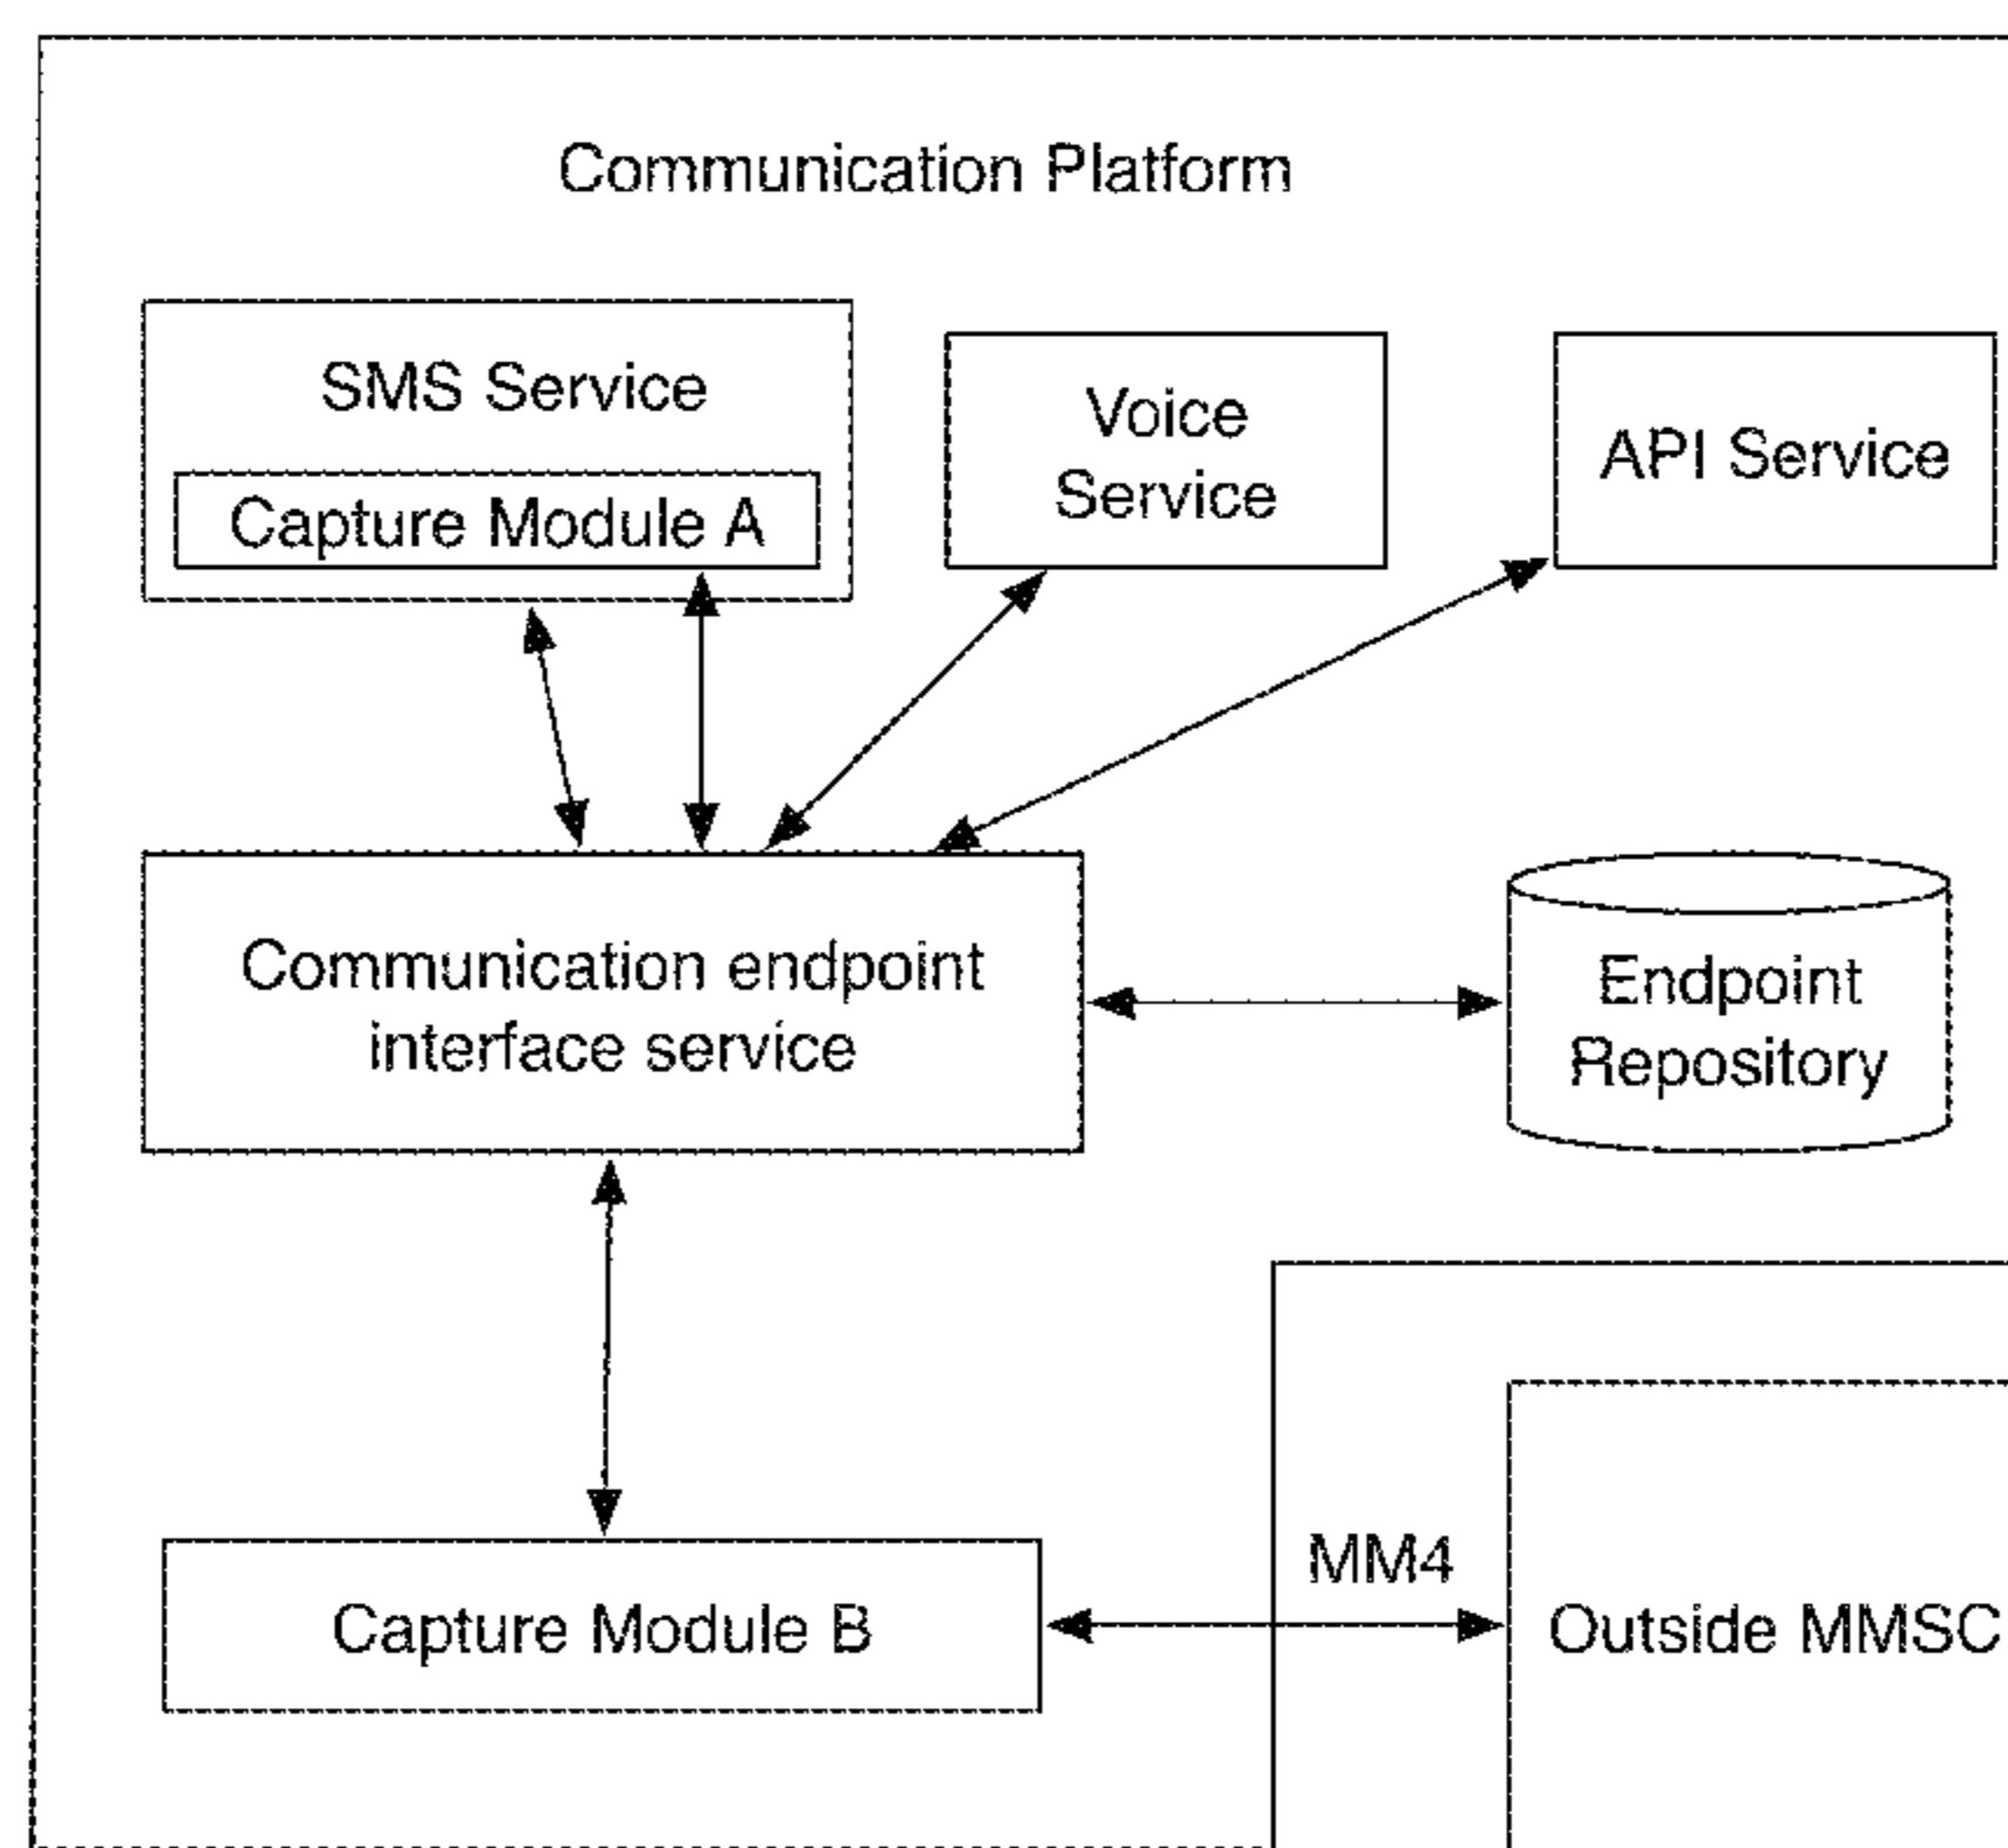 Communication Platform
SMS Service
Capture Module A
Voice
Service
API Service
Communication endpoint
interface service
Endpoint
Repository
MM4
Capture Module B
Outside MMSC